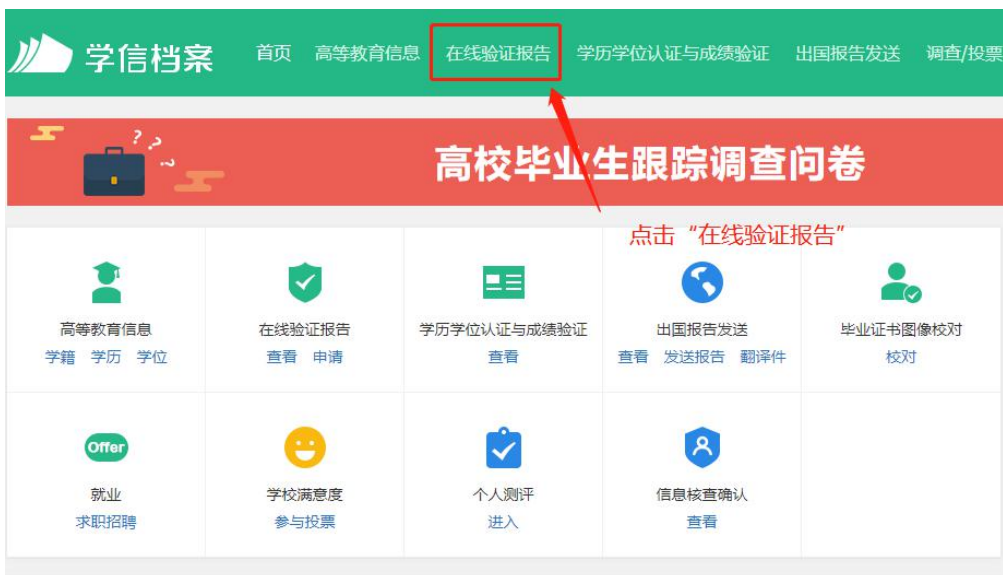 学信档案 首页 高等教育信息 在线验证报告 学历学位认证与成绩验证 出国报告发送 调查/投票
? ? ?
高校毕业生跟踪调查问卷
点击“在线验证报告”
高等教育信息 在线验证报告 学历学位认证与成绩验证 出国报告发送 毕业证书图像校对
学籍 学历 学位 查看 申请 查看 查看 发送报告 翻译件 校对
Offer
就业 学校满意度 个人测评 信息核查确认
求职招聘 参与投票 进入 查看